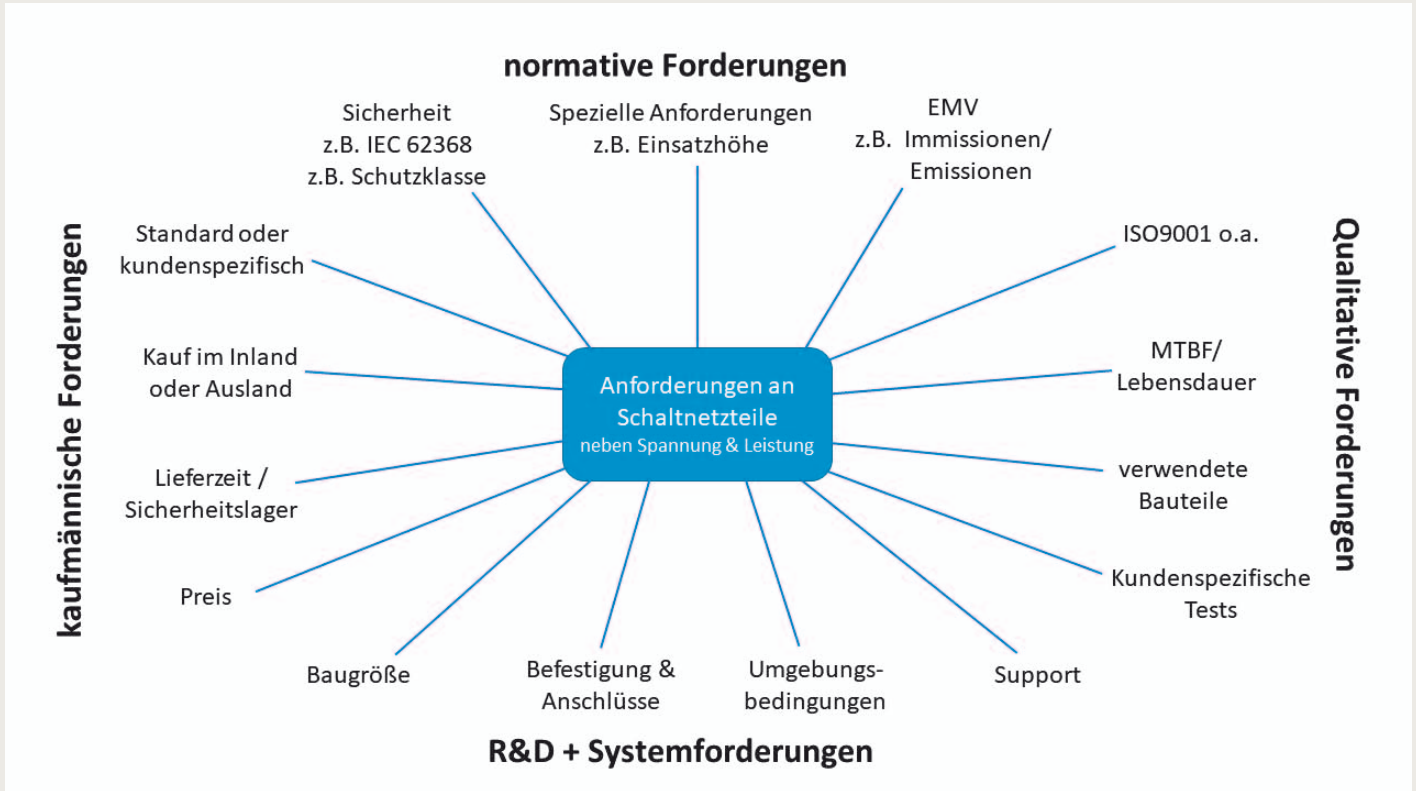 normative Forderungen
Sicherheit
z.B. IEC 62368
z.B. Schutzklasse
Spezielle Anforderungen
z.B. Einsatzhöhe
EMV
z.B. Immissionen/
Emissionen
kaufmännische Forderungen
Standard oder
kundenspezifisch
Kauf im Inland
oder Ausland
Lieferzeit /
Sicherheitslager
Preis
Anforderungen an
Schaltnetzteile
neben Spannung & Leistung
ISO9001 o.a.
MTBF/
Lebensdauer
verwendete
Bauteile
Kundenspezifische
Tests
Qualitative Forderungen
Baugröße
Befestigung &
Anschlüsse
Umgebungs-
bedingungen
Support
R&D + Systemforderungen